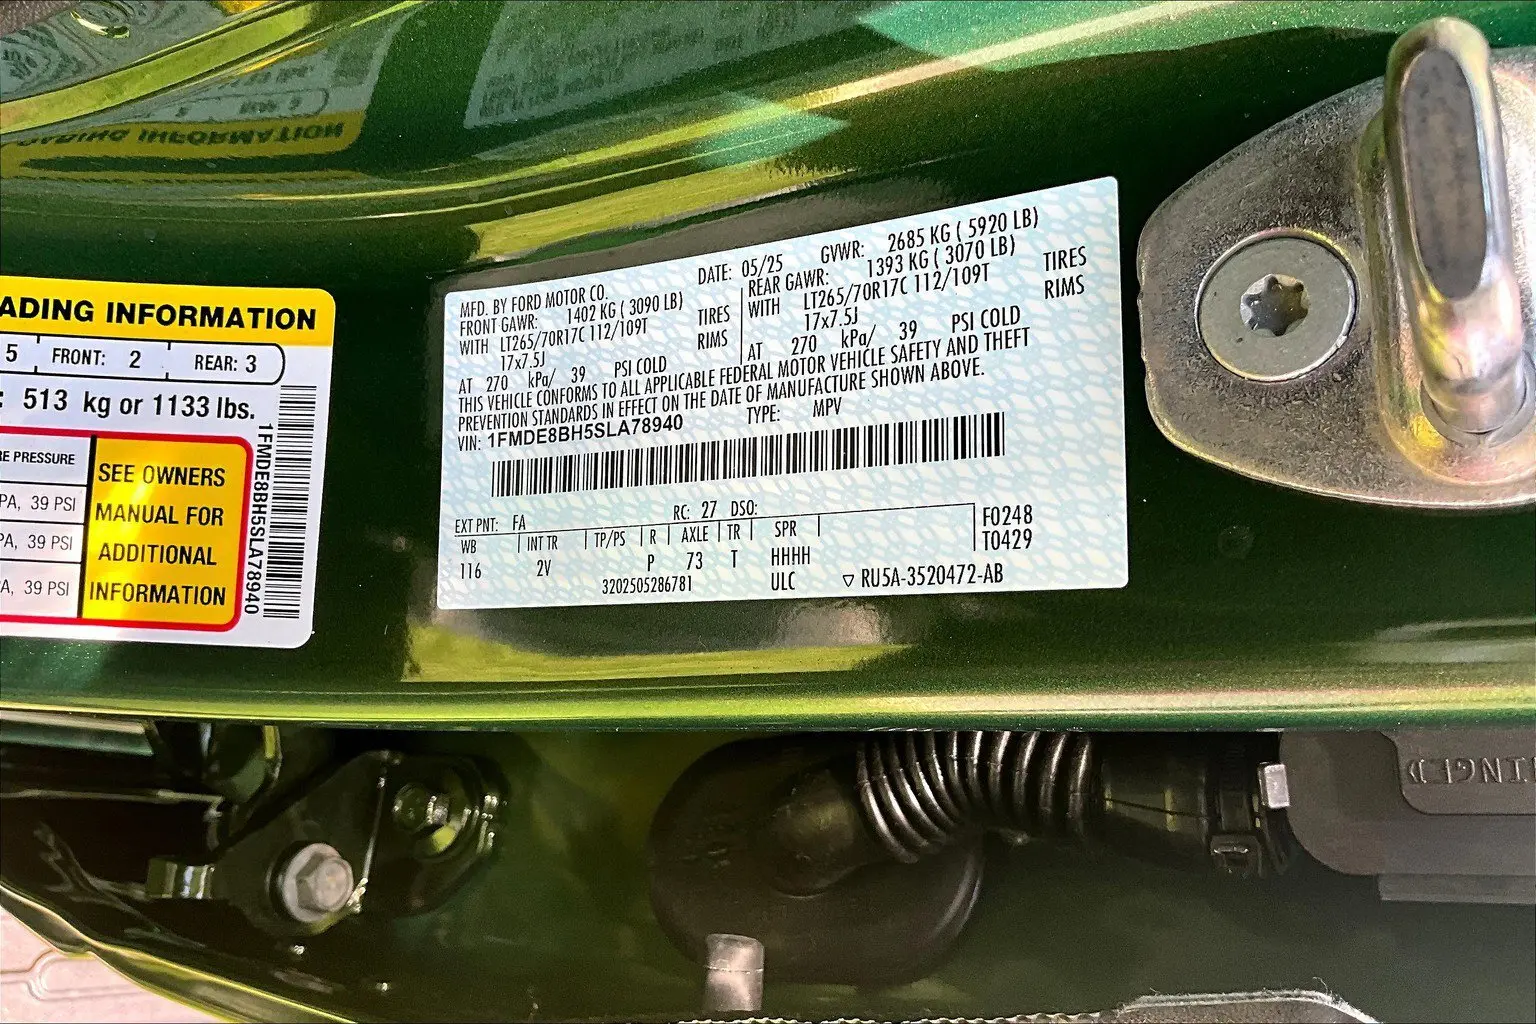 ADING INFORMATION
5 FRONT: 2 REAR: 3
: 513 kg or 1133 lbs.
RE PRESSURE
PA, 39 PSI
PA, 39 PSI
A, 39 PSI
SEE OWNERS
MANUAL FOR
ADDITIONAL
INFORMATION
1FMDE8BH5SLA78940
MFD. BY FORD MOTOR CO.
DATE: 05/25 GVWR: 2685 KG ( 5920 LB)
FRONT GAWR: 1402 KG ( 3090 LB)
WITH LT265/70R17C 112/109T TIRES
17x7.5J RIMS
AT 270 kPa/ 39 PSI COLD
REAR GAWR: 1393 KG ( 3070 LB)
WITH LT265/70R17C 112/109T TIRES
17x7.5J RIMS
AT 270 kPa/ 39 PSI COLD
THIS VEHICLE CONFORMS TO ALL APPLICABLE FEDERAL MOTOR VEHICLE SAFETY AND THEFT
PREVENTION STANDARDS IN EFFECT ON THE DATE OF MANUFACTURE SHOWN ABOVE.
VIN: 1FMDE8BH5SLA78940 TYPE: MPV
EXT PNT: FA RC: 27 DSO:
WB INT TR TP/PS R AXLE TR SPR
116 2V P 73 T HHHH
F0248
T0429
3202505286781 ULC ▽ RU5A-3520472-AB